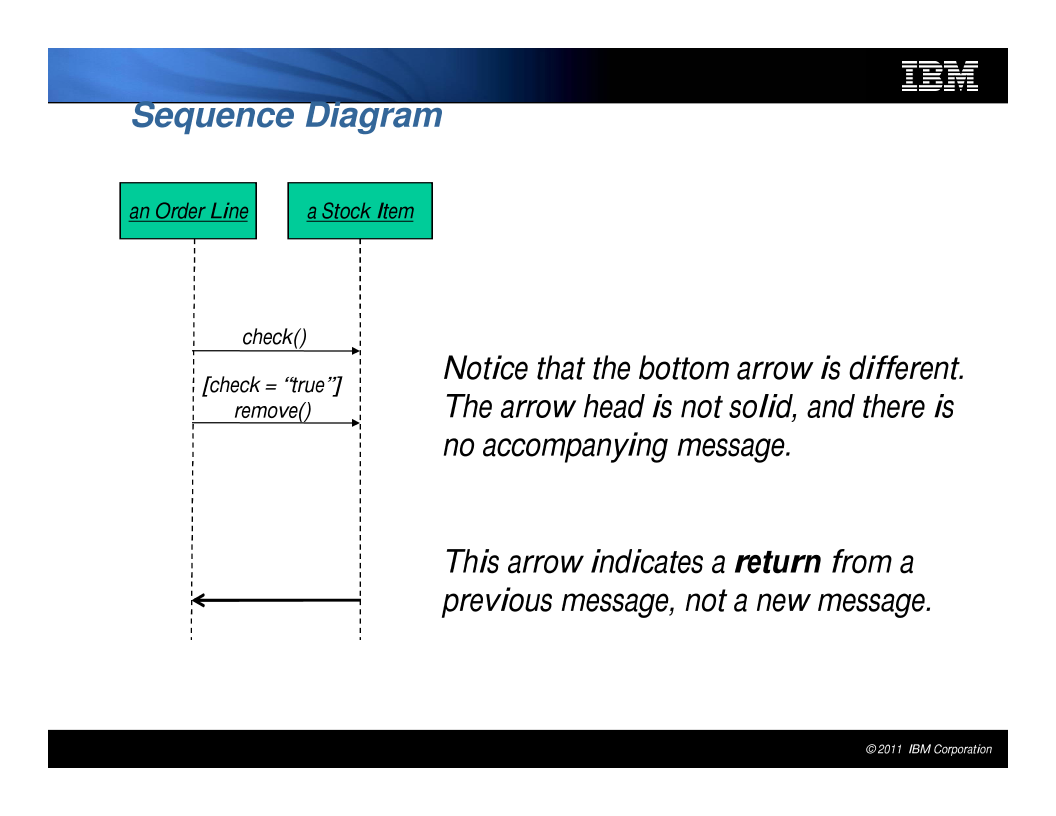 IBM
Sequence Diagram
an Order Line
a Stock Item
check()
[check = “true”]
remove()
Notice that the bottom arrow is different.
The arrow head is not solid, and there is
no accompanying message.
This arrow indicates a return from a
previous message, not a new message.
© 2011 IBM Corporation